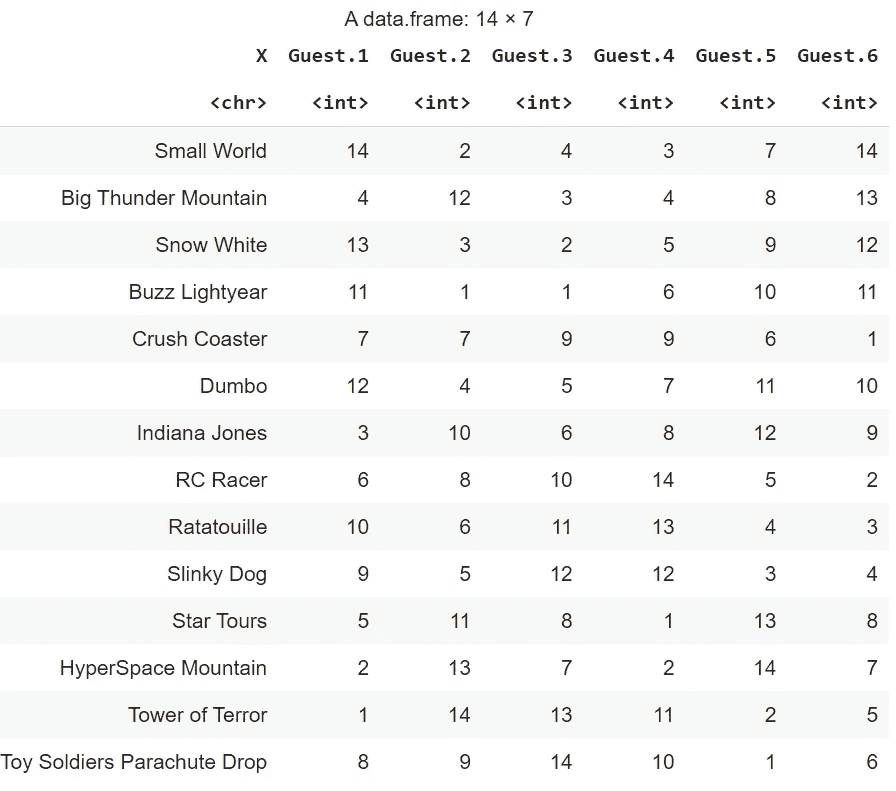 A data.frame: 14 × 7
X Guest.1 Guest.2 Guest.3 Guest.4 Guest.5 Guest.6
<chr> <int> <int> <int> <int> <int> <int>
Small World 14 2 4 3 7 14
Big Thunder Mountain 4 12 3 4 8 13
Snow White 13 3 2 5 9 12
Buzz Lightyear 11 1 1 6 10 11
Crush Coaster 7 7 9 9 6 1
Dumbo 12 4 5 7 11 10
Indiana Jones 3 10 6 8 12 9
RC Racer 6 8 10 14 5 2
Ratatouille 10 6 11 13 4 3
Slinky Dog 9 5 12 12 3 4
Star Tours 5 11 8 1 13 8
HyperSpace Mountain 2 13 7 2 14 7
Tower of Terror 1 14 13 11 2 5
Toy Soldiers Parachute Drop 8 9 14 10 1 6